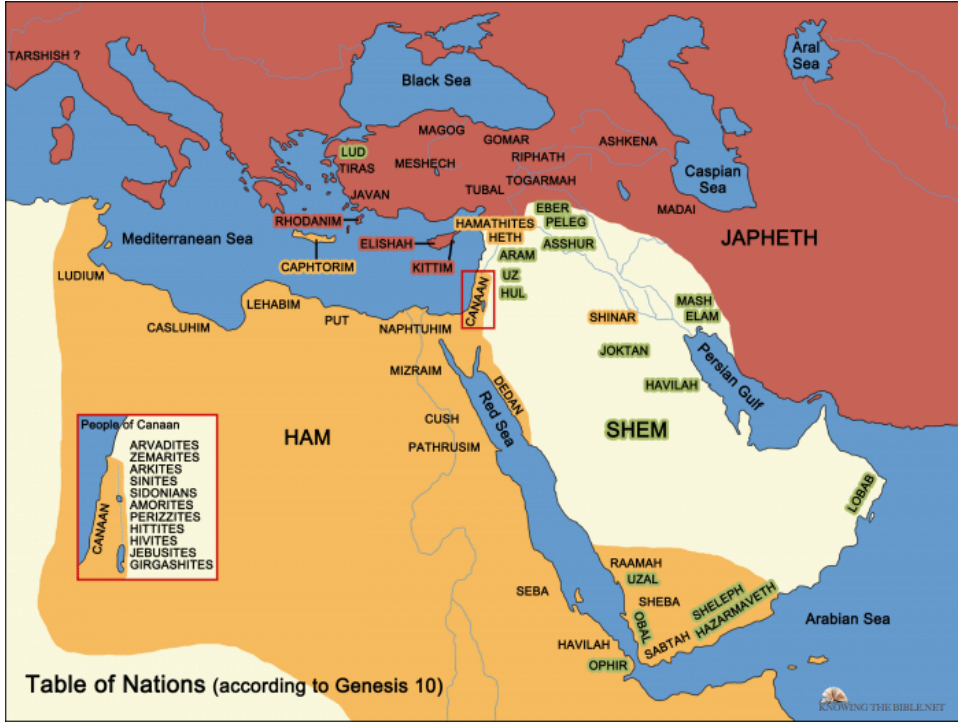 TARSHISH ?
Black Sea
Aral
Sea
MAGOG
GOMAR
ASHKENA
LUD
TIRAS
MESHECH
RIPHATH
Caspian
Sea
TOGARMAH
JAVAN
TUBAL
MADAI
EBER
PELEG
RHODANIM
HAMATHITES
HETH
JAPHETH
Mediterranean Sea
ELISHAH
ASSHUR
ARAM
CAPHTORIM
KITTIM
LUDIUM
UZ
HUL
CANAAN
LEHABIM
MASH
ELAM
CASLUHIM
PUT
NAPHTUHIM
SHINAR
JOKTAN
Persian Gulf
MIZRAIM
DEDAN
HAVILAH
Red Sea
CUSH
SHEM
HAM
PATHRUSIM
People of Canaan
ARVADITES
ZEMARITES
ARKITES
SINITES
SIDONIANS
AMORITES
PERIZZITES
HITTITES
HIVITES
JEBUSITES
GIRGASHITES
CANAAN
LOBAB
RAAMAH
UZAL
SEBA
SHEBA
SHELEPH
HAZARMAVETH
OBAL
SABTAH
Arabian Sea
HAVILAH
OPHIR
Table of Nations (according to Genesis 10)
KNOWING THE BIBLE.NET